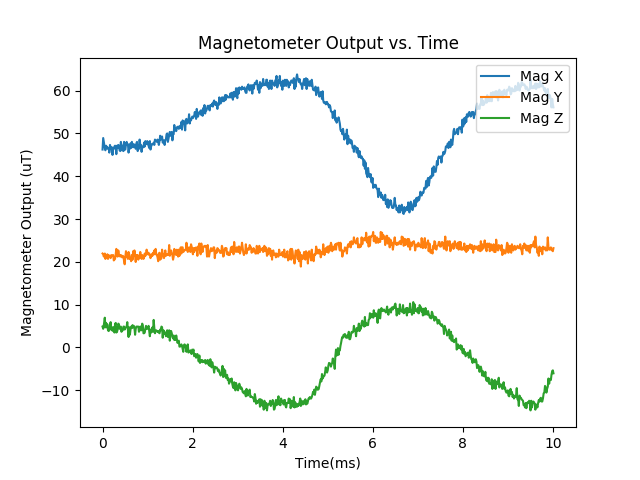 Magnetometer Output vs. Time
Magnetometer Output (uT)
60
50
40
30
20
10
0
−10
Mag X
Mag Y
Mag Z
0 2 4 6 8 10
Time(ms)